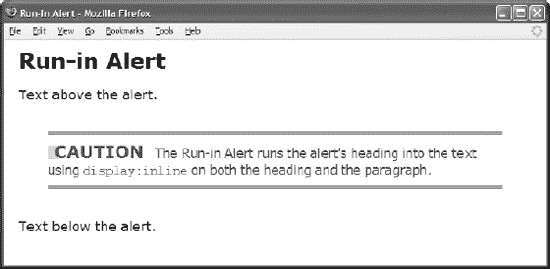 Run-in Alert - Mozilla Firefox
File Edit View Go Bookmarks Tools Help
Run-in Alert
Text above the alert.
CAUTION The Run-in Alert runs the alert's heading into the text
using display:inline on both the heading and the paragraph.
Text below the alert.